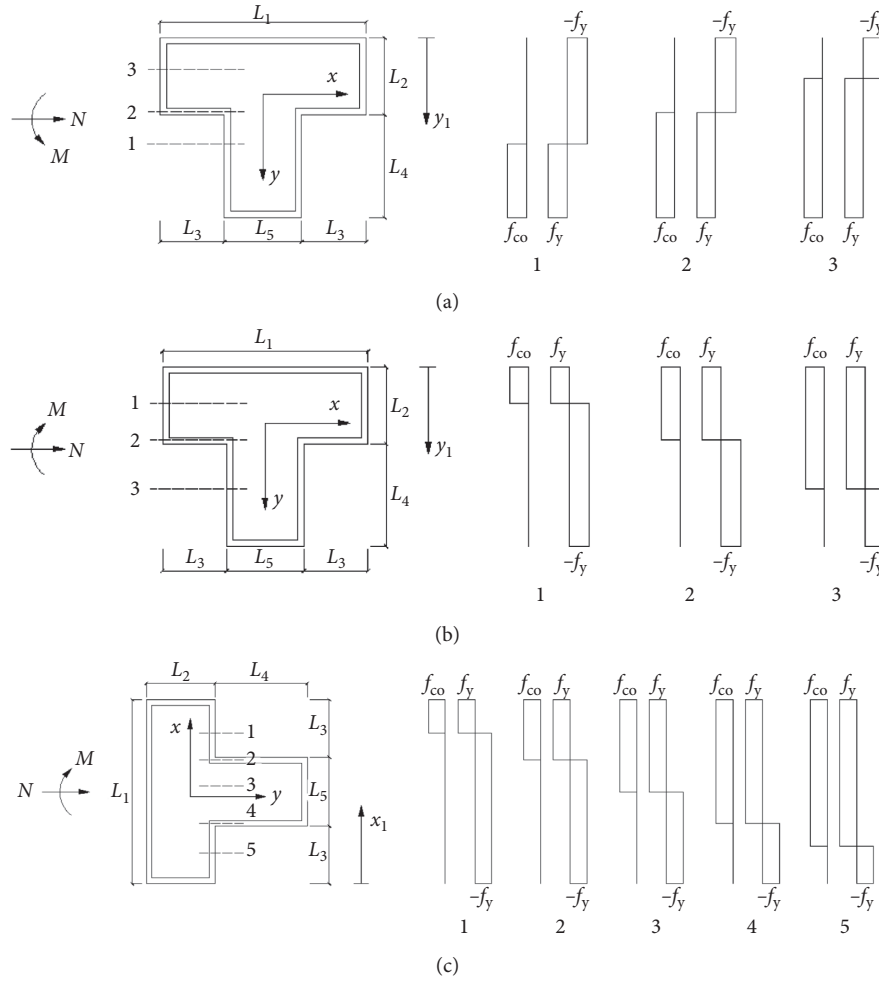 L1
−fy −fy −fy
3 x L2
N 2 y1
M 1 y L4
L3 L5 L3 fco fy fco fy fco fy
1 2 3
(a)
L1 fco fy fco fy fco fy
M 1 x L2
N 2 y1
3 y L4
L3 L5 L3 −fy −fy −fy
1 2 3
(b)
L2 L4 fco fy fco fy fco fy fco fy fco fy
x 1 L3
M 2
N L1 3 y L5
4 x1
5 L3
−fy −fy −fy −fy −fy
1 2 3 4 5
(c)